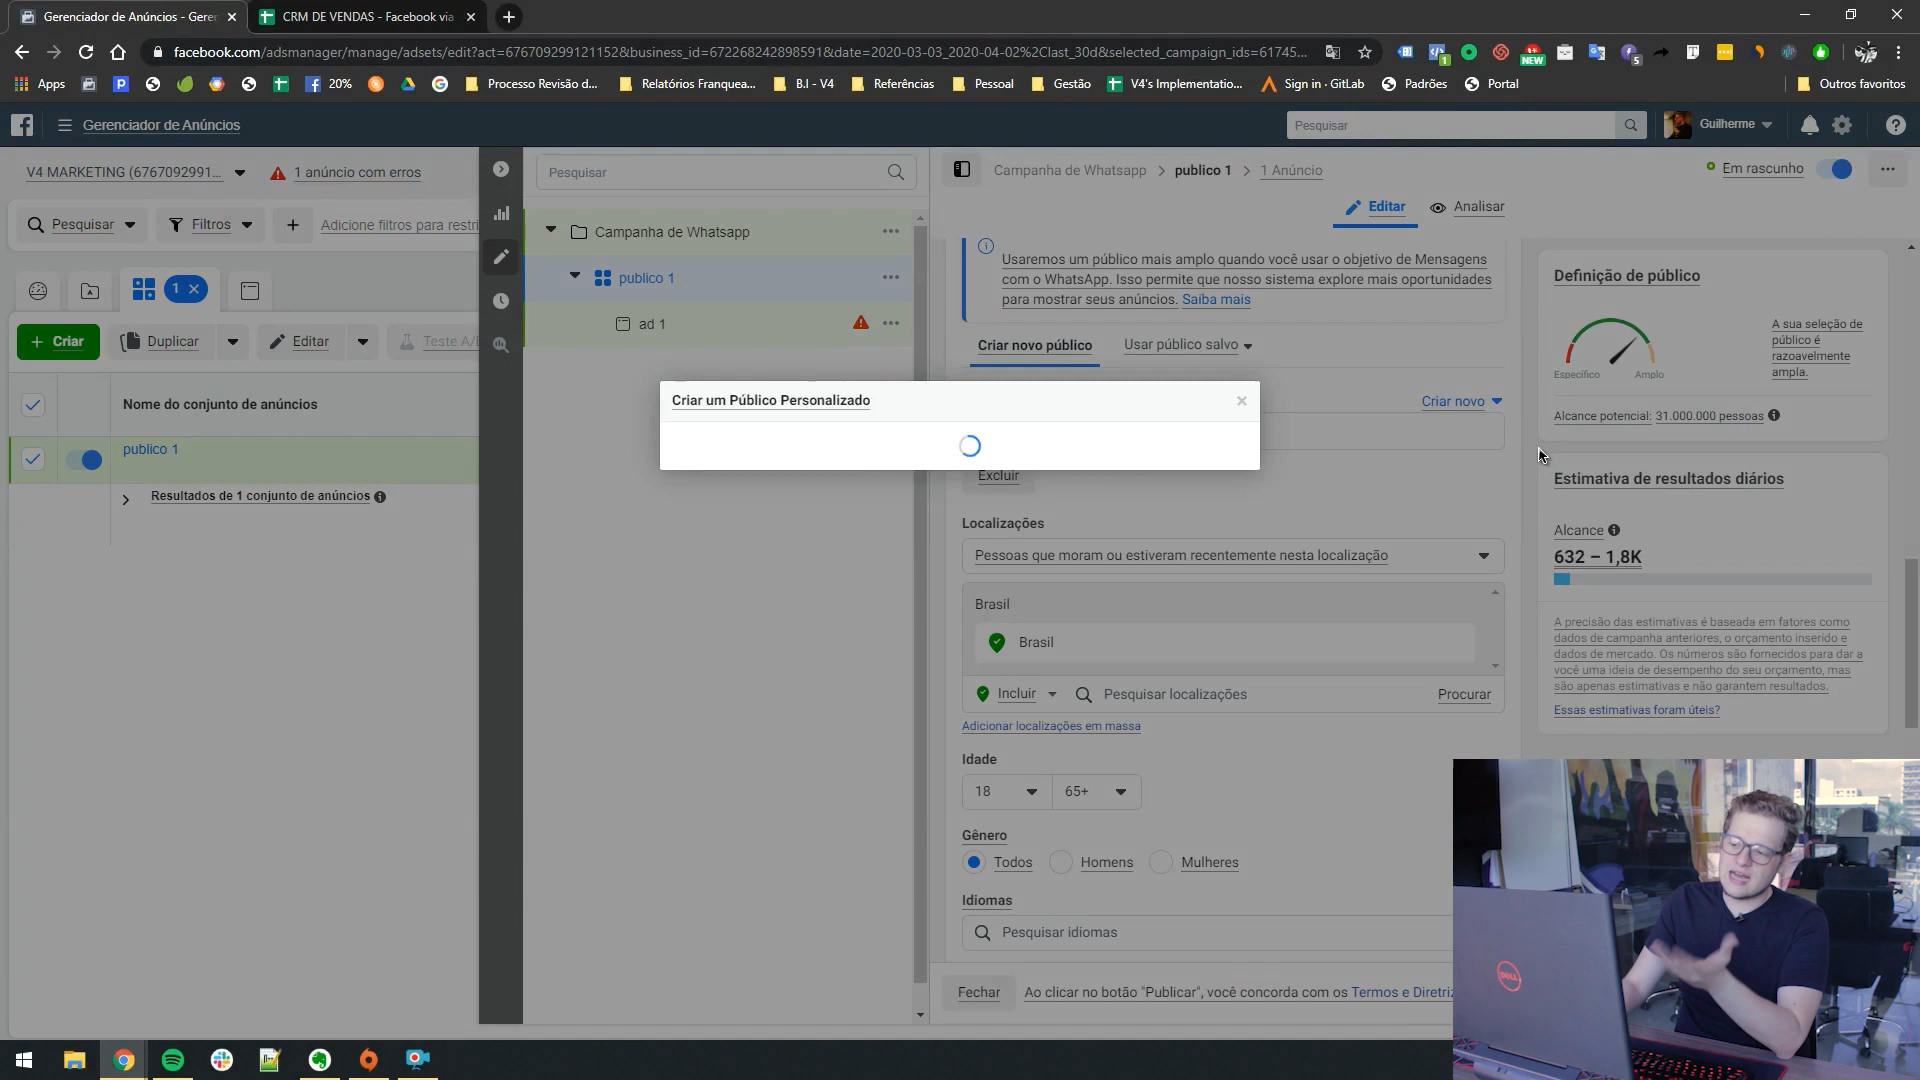 Gerenciador de Anúncios - Geren
CRM DE VENDAS - Facebook via
facebook.com/adsmanager/manage/adsets/edit?act=676709299121152&business_id=672268242898591&date=2020-03-03_2020-04-02%2Clast_30d&selected_campaign_ids=61745...
1
NEW
5
Apps
20%
Processo Revisão d...
Relatórios Franquea...
B.I - V4
Referências
Pessoal
Gestão
V4's Implementatio...
Sign in · GitLab
Padrões
Portal
Outros favoritos
Gerenciador de Anúncios
Pesquisar
Guilherme
V4 MARKETING (6767092991...
1 anúncio com erros
Pesquisar
Campanha de Whatsapp
publico 1
1 Anúncio
Em rascunho
Editar
Analisar
Pesquisar
Filtros
Adicione filtros para restri
Campanha de Whatsapp
publico 1
ad 1
1
Criar
Duplicar
Editar
Teste A/B
Nome do conjunto de anúncios
publico 1
Resultados de 1 conjunto de anúncios
Usaremos um público mais amplo quando você usar o objetivo de Mensagens
com o WhatsApp. Isso permite que nosso sistema explore mais oportunidades
para mostrar seus anúncios. Saiba mais
Criar novo público
Usar público salvo
Criar um Público Personalizado
Criar novo
Excluir
Localizações
Pessoas que moram ou estiveram recentemente nesta localização
Brasil
Brasil
Incluir
Pesquisar localizações
Procurar
Adicionar localizações em massa
Idade
18
65+
Gênero
Todos
Homens
Mulheres
Idiomas
Pesquisar idiomas
Fechar
Ao clicar no botão "Publicar", você concorda com os Termos e Diretriz
Definição de público
A sua seleção de
público é
razoavelmente
ampla.
Específico
Amplo
Alcance potencial: 31.000.000 pessoas
Estimativa de resultados diários
Alcance
632 – 1,8K
A precisão das estimativas é baseada em fatores como
dados de campanha anteriores, o orçamento inserido e
dados de mercado. Os números são fornecidos para dar a
você uma ideia de desempenho do seu orçamento, mas
são apenas estimativas e não garantem resultados.
Essas estimativas foram úteis?
DELL